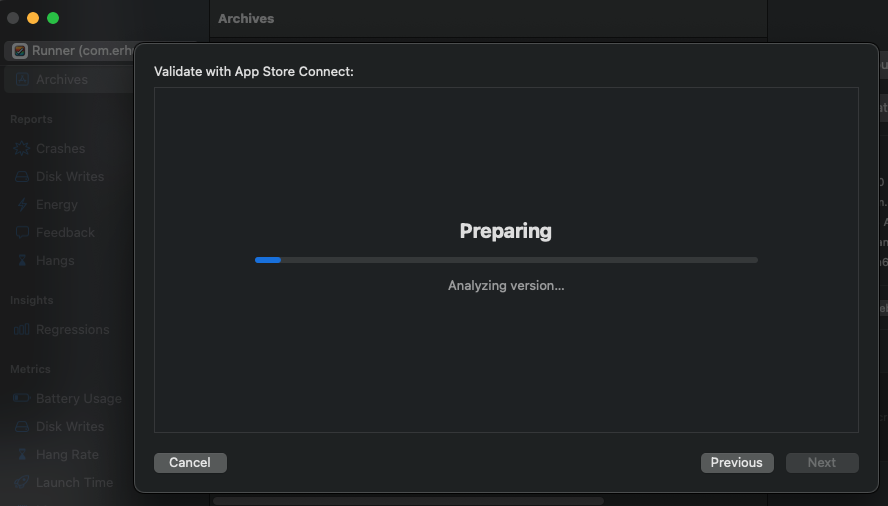 Archives
Runner (com.erh
Archives
Reports
Crashes
Disk Writes
Energy
Feedback
Hangs
Insights
Regressions
Metrics
Battery Usage
Disk Writes
Hang Rate
Launch Time
Validate with App Store Connect:
Preparing
Analyzing version...
Cancel
Previous
Next